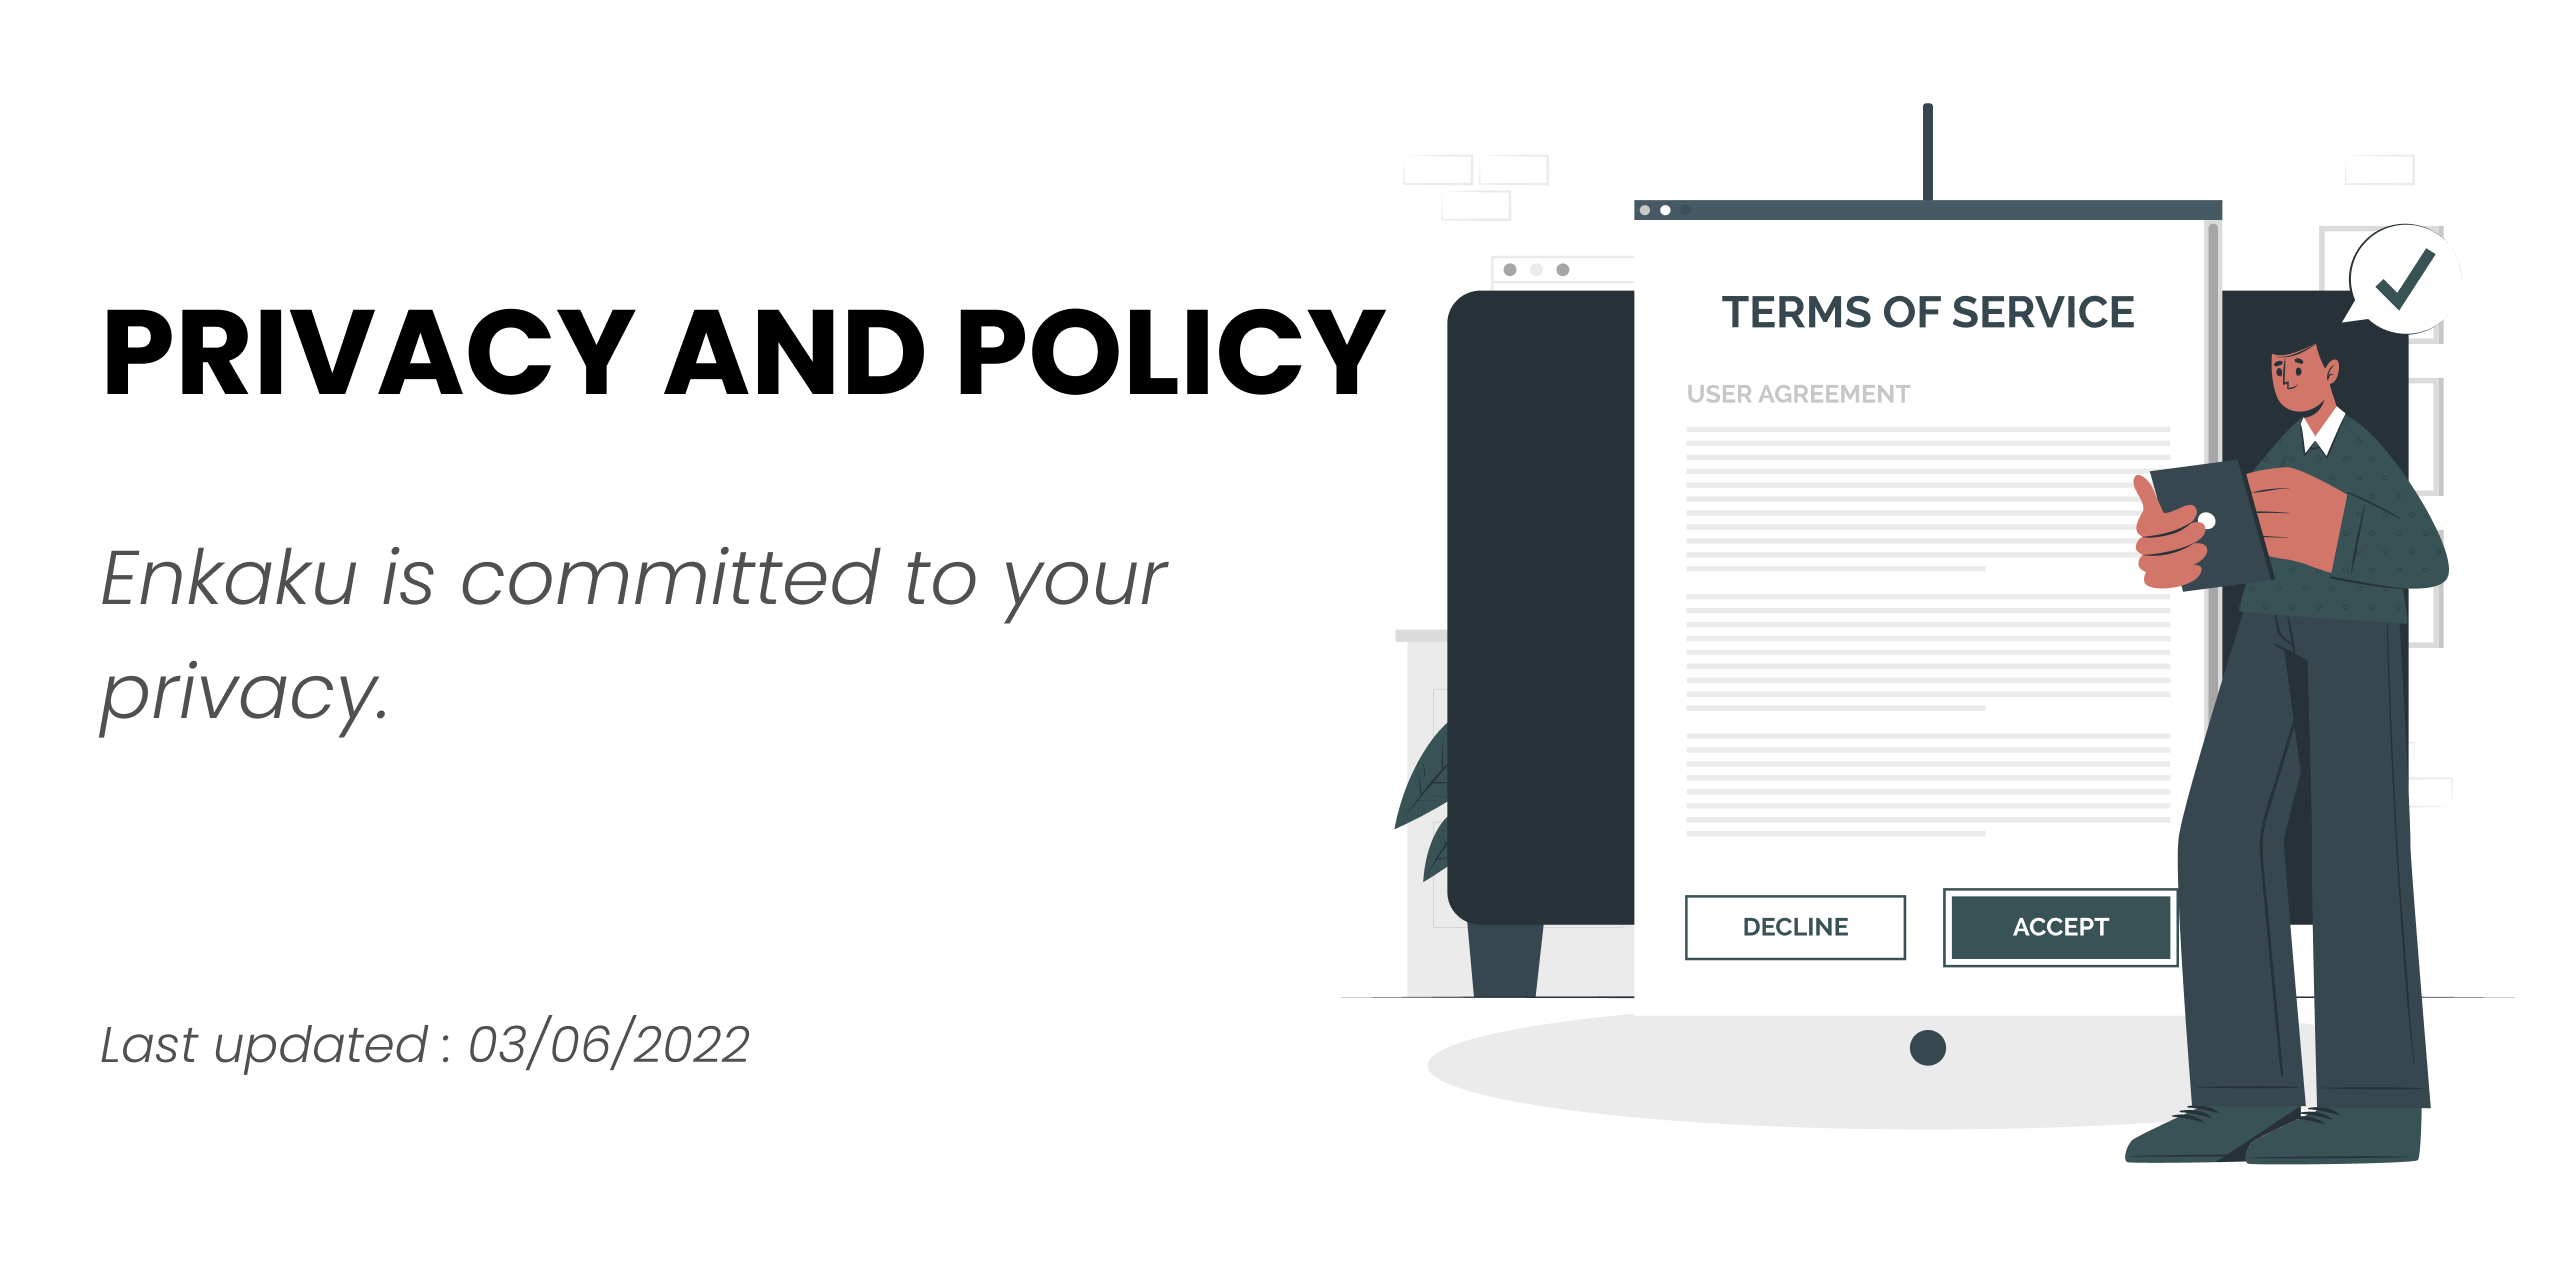 PRIVACY AND POLICY
Enkaku is committed to your
privacy.
Last updated : 03/06/2022
TERMS OF SERVICE
USER AGREEMENT
DECLINE
ACCEPT